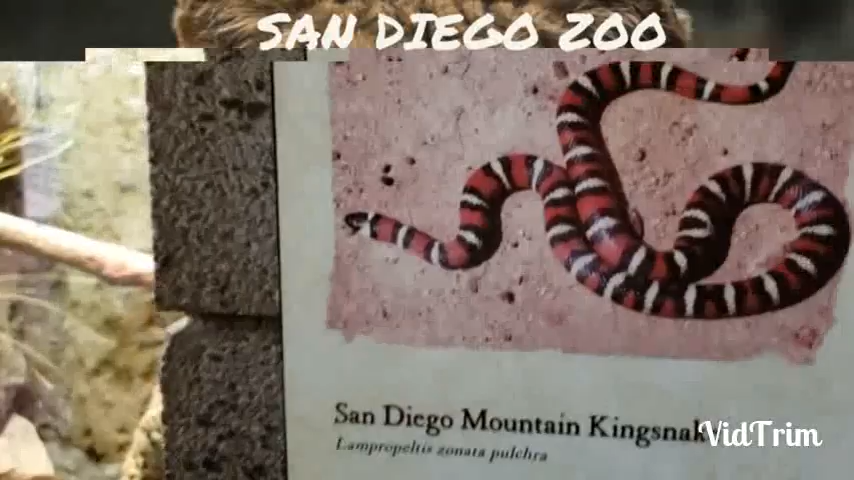 SAN DIEGO ZOO
San Diego Mountain Kingsnak
VidTrim
Lampropeltis zonata pulchra